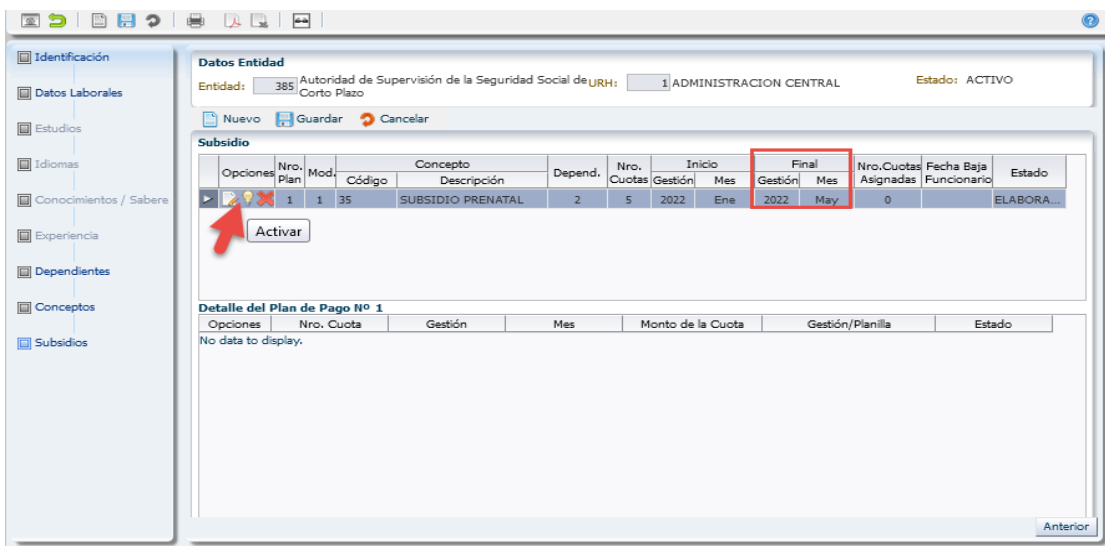 Identificación
Datos Laborales
Estudios
Idiomas
Conocimientos / Sabere
Experiencia
Dependientes
Conceptos
Subsidios
Datos Entidad
Entidad: 385 Autoridad de Supervisión de la Seguridad Social de Corto Plazo URH: 1 ADMINISTRACION CENTRAL Estado: ACTIVO
Nuevo Guardar Cancelar
Subsidio
Opciones Nro. Plan Mod. Concepto Depend. Nro. Cuotas Inicio Final Nro.Cuotas Asignadas Fecha Baja Funcionario Estado
Código Descripción Gestión Mes Gestión Mes
1 1 35 SUBSIDIO PRENATAL 2 5 2022 Ene 2022 May 0 ELABORA...
Activar
Detalle del Plan de Pago Nº 1
Opciones Nro. Cuota Gestión Mes Monto de la Cuota Gestión/Planilla Estado
No data to display.
Anterior